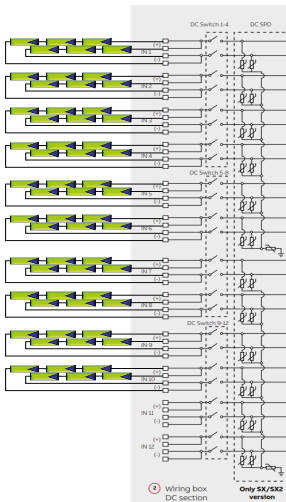 DC Switch 1-4
DC SPD
(+)
IN 1
(-)
(+)
IN 2
(-)
(+)
IN 3
(-)
(+)
IN 4
(-)
DC Switch 5-8
(+)
IN 5
(-)
(+)
IN 6
(-)
(+)
IN 7
(-)
(+)
IN 8
(-)
DC Switch 9-12
(+)
IN 9
(-)
(+)
IN 10
(-)
(+)
IN 11
(-)
(+)
IN 12
(-)
2 Wiring box
DC section
Only SX/SX2
version